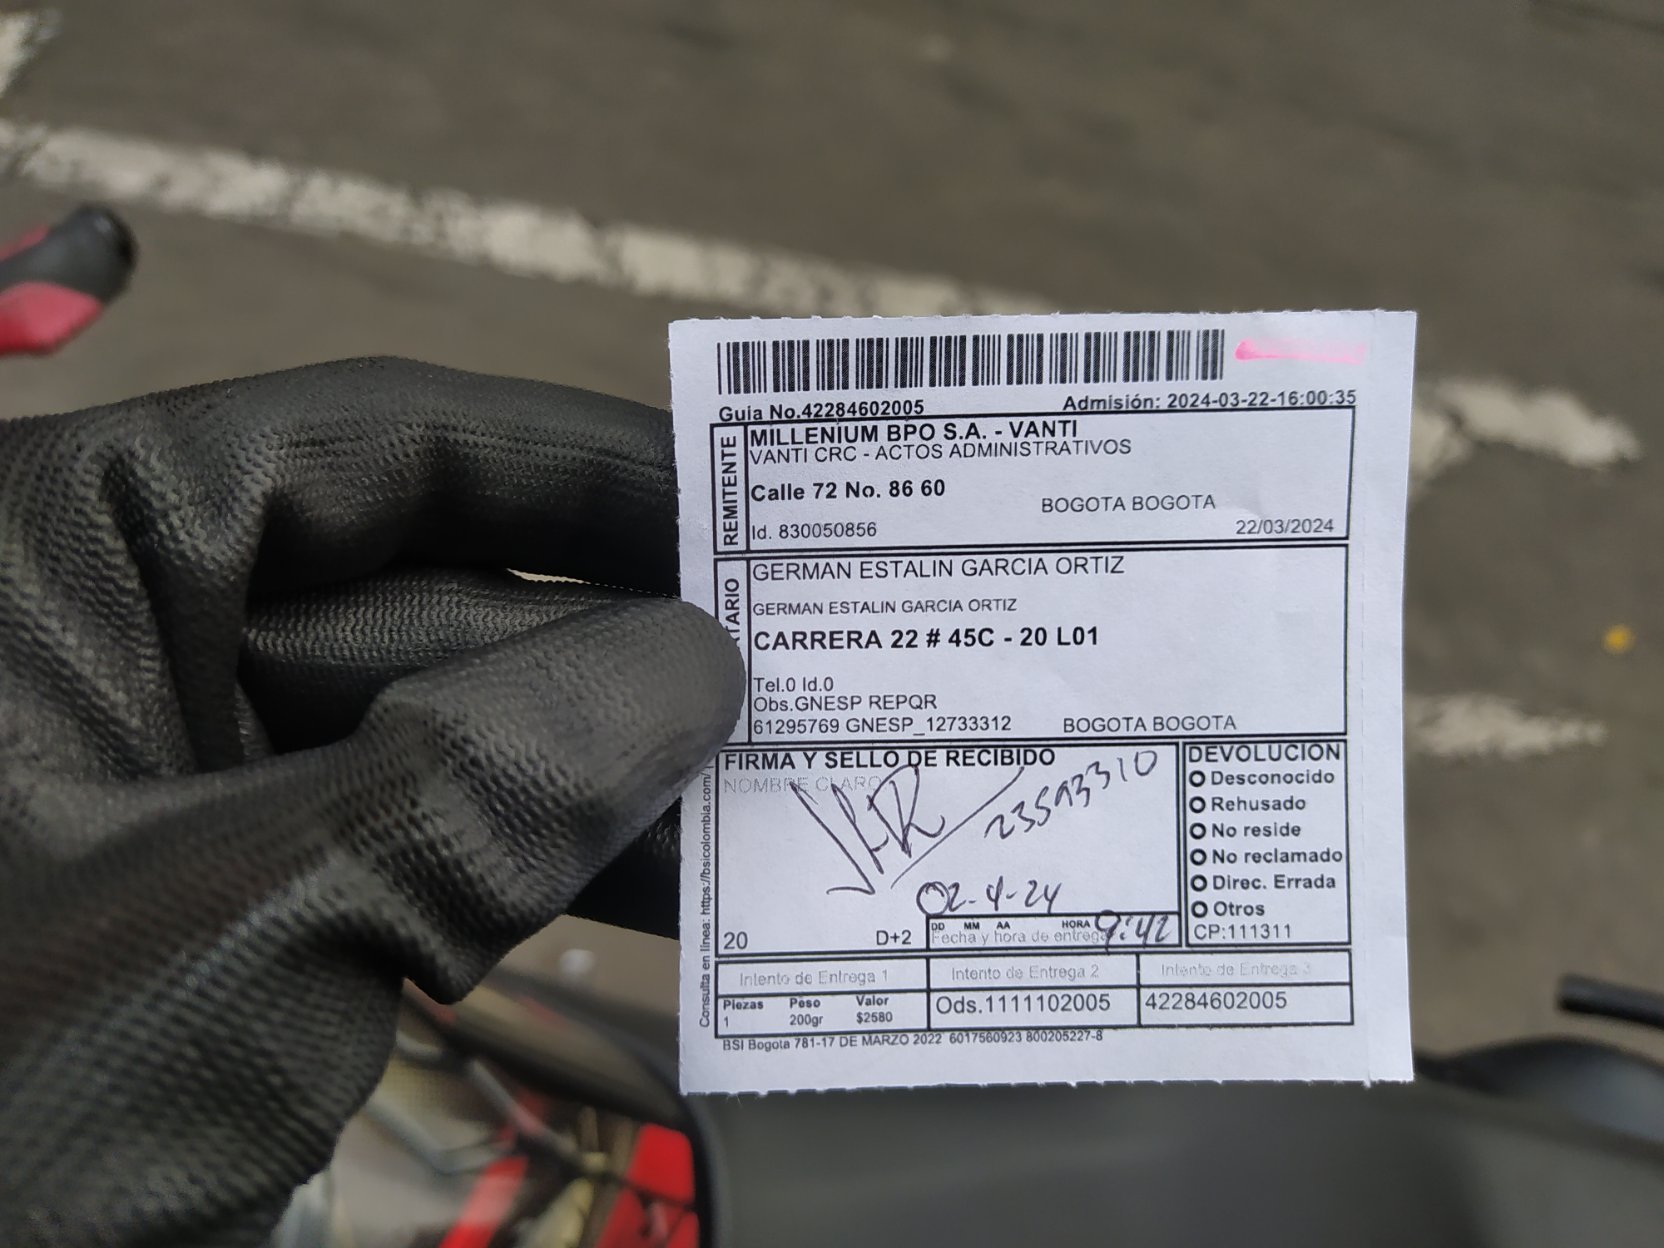 Guía No.42284602005 Admisión: 2024-03-22-16:00:35
REMITENTE
MILLENIUM BPO S.A. - VANTI
VANTI CRC - ACTOS ADMINISTRATIVOS
Calle 72 No. 86 60
BOGOTA BOGOTA
Id. 830050856 22/03/2024
TARIO
GERMAN ESTALIN GARCIA ORTIZ
GERMAN ESTALIN GARCIA ORTIZ
CARRERA 22 # 45C - 20 L01
Tel.0 Id.0
Obs.GNESP REPQR
61295769 GNESP_12733312 BOGOTA BOGOTA
FIRMA Y SELLO DE RECIBIDO
NOMBRE CLARO
23593310
02-4-24
DD MM AA HORA 9:42
Fecha y hora de entrega
20 D+2
DEVOLUCION
Desconocido
Rehusado
No reside
No reclamado
Direc. Errada
Otros
CP:111311
Intento de Entrega 1 Intento de Entrega 2 Intento de Entrega 3
Piezas Peso Valor
1 200gr $2580
Ods.1111102005 42284602005
BSI Bogota 781-17 DE MARZO 2022 6017560923 800205227-8
Consulta en línea: https://bsicolombia.com/